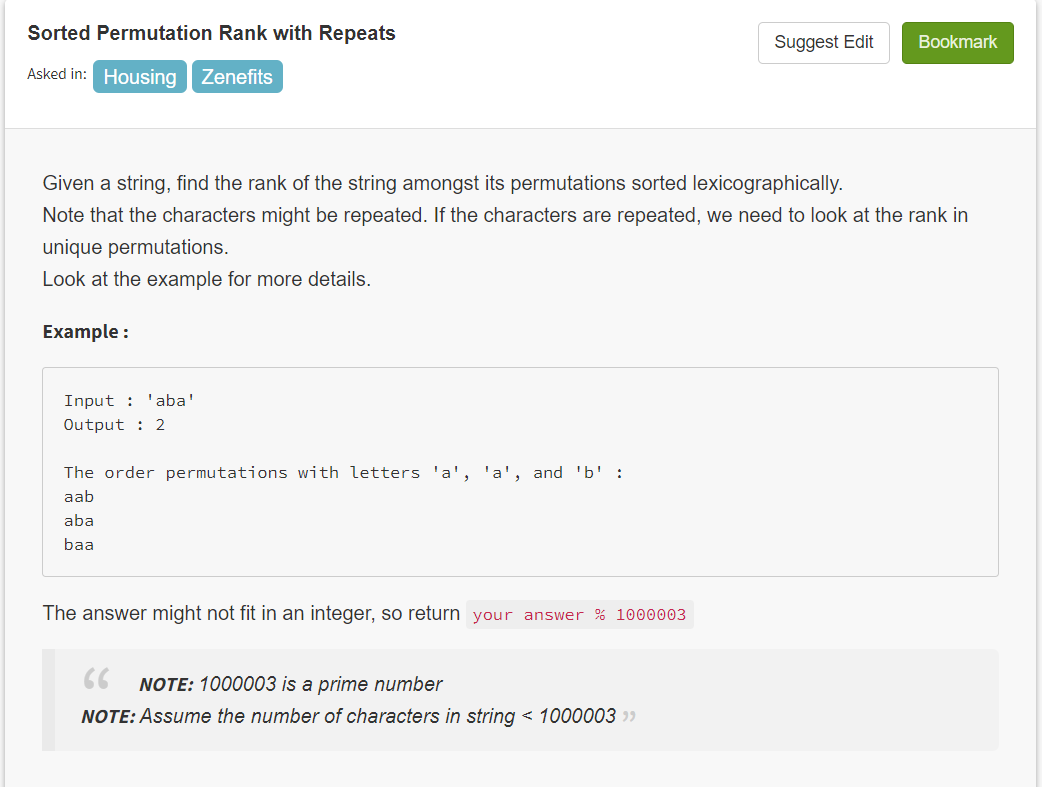 Sorted Permutation Rank with Repeats
Suggest Edit
Bookmark
Asked in: Housing Zenefits
Given a string, find the rank of the string amongst its permutations sorted lexicographically.
Note that the characters might be repeated. If the characters are repeated, we need to look at the rank in
unique permutations.
Look at the example for more details.
Example :
Input : 'aba'
Output : 2
The order permutations with letters 'a', 'a', and 'b' :
aab
aba
baa
The answer might not fit in an integer, so return your answer % 1000003
“ NOTE: 1000003 is a prime number
NOTE: Assume the number of characters in string < 1000003 ”